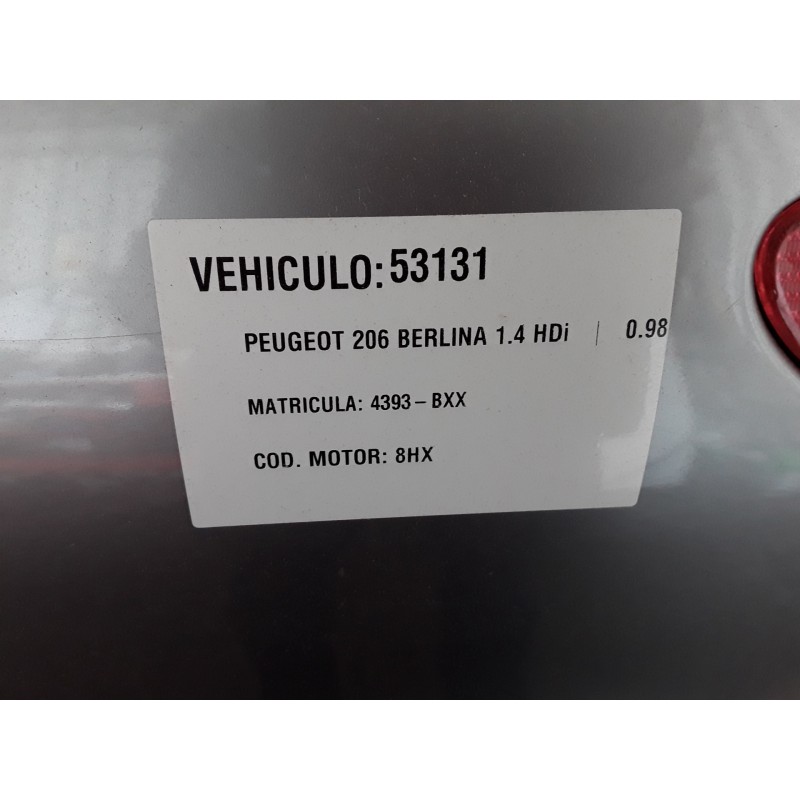 VEHICULO: 53131
PEUGEOT 206 BERLINA 1.4 HDi | 0.98
MATRICULA: 4393-BXX
COD. MOTOR: 8HX